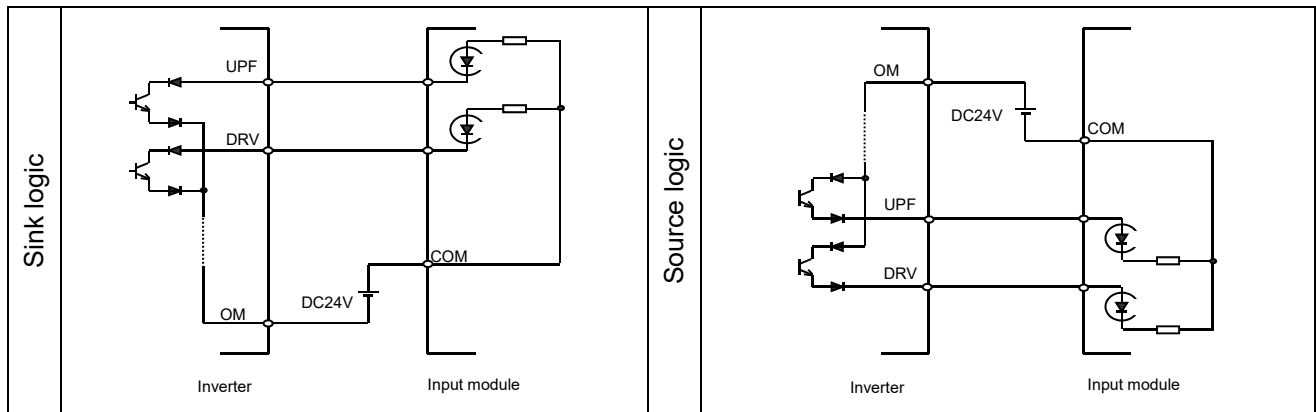 Sink logic
UPF
DRV
COM
DC24V
OM
Inverter
Input module
Source logic
OM
DC24V
COM
UPF
DRV
Inverter
Input module